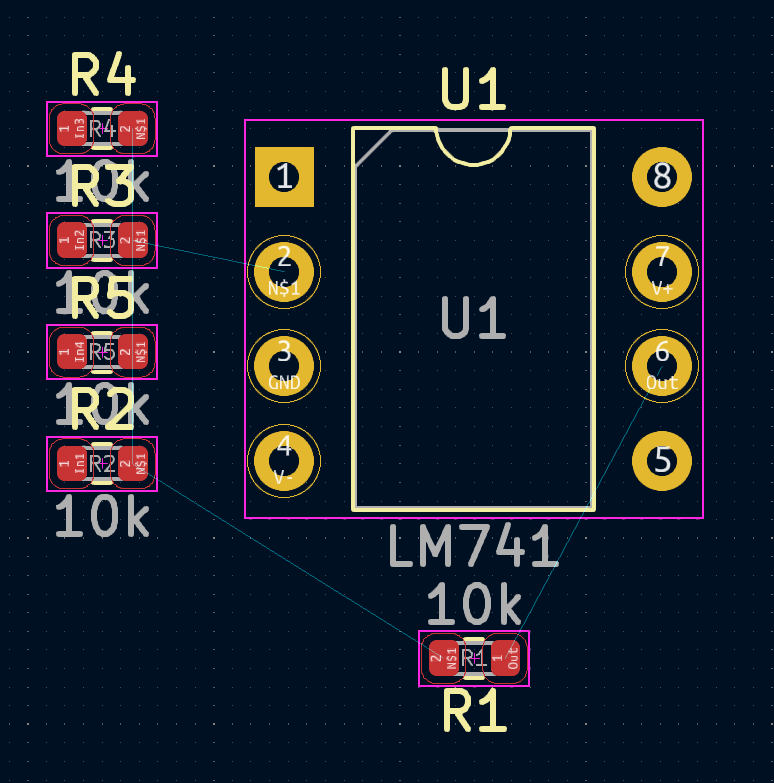 R4
1 In3 R4 2 N$1
10k
R3
1 In2 R3 2 N$1
10k
R5
1 In4 R5 2 N$1
10k
R2
1 In1 R2 2 N$1
10k
U1
1
8
2
N$1
7
V+
3
GND
U1
6
Out
4
V-
5
LM741
10k
2 N$1 R1 1 Out
R1